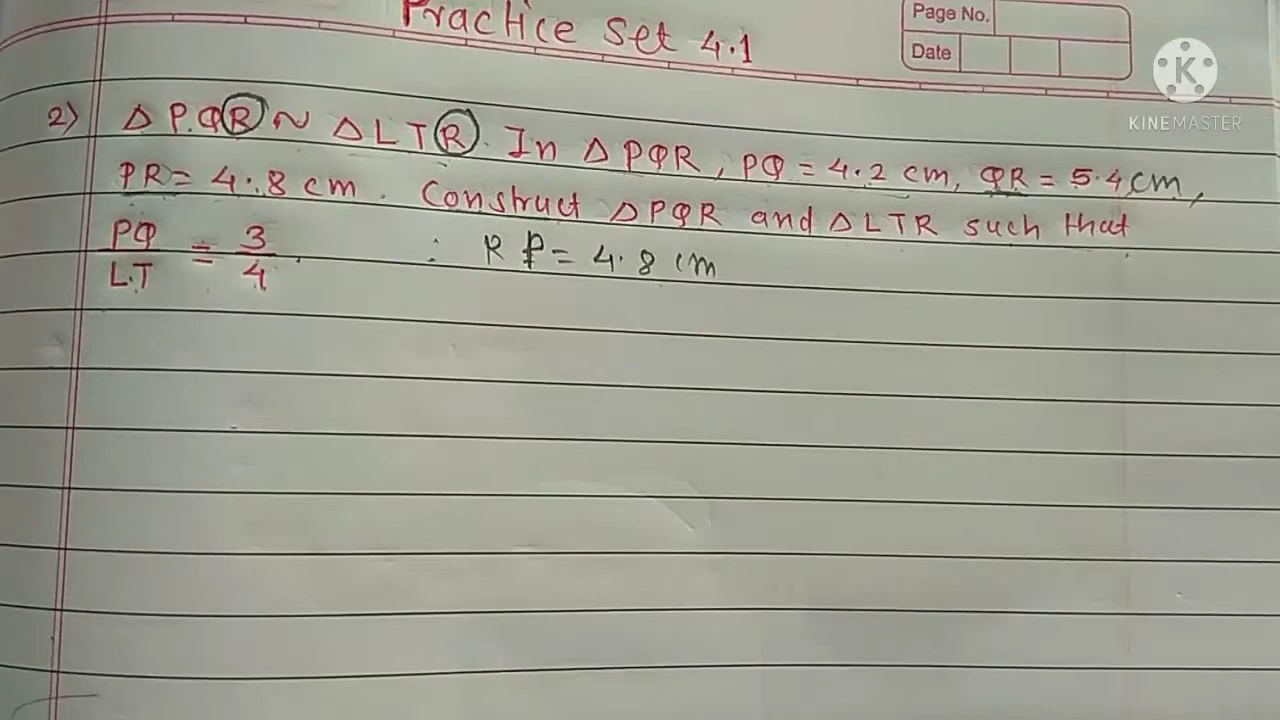 Practice Set 4.1
Page No.
Date
K
KINEMASTER
2) △ PQR ~ △ LTR. In △ PQR, PQ = 4.2 cm, QR = 5.4 cm,
PR = 4.8 cm. Construct △ PQR and △ LTR such that
PQ/LT = 3/4. ∴ RP = 4.8 cm